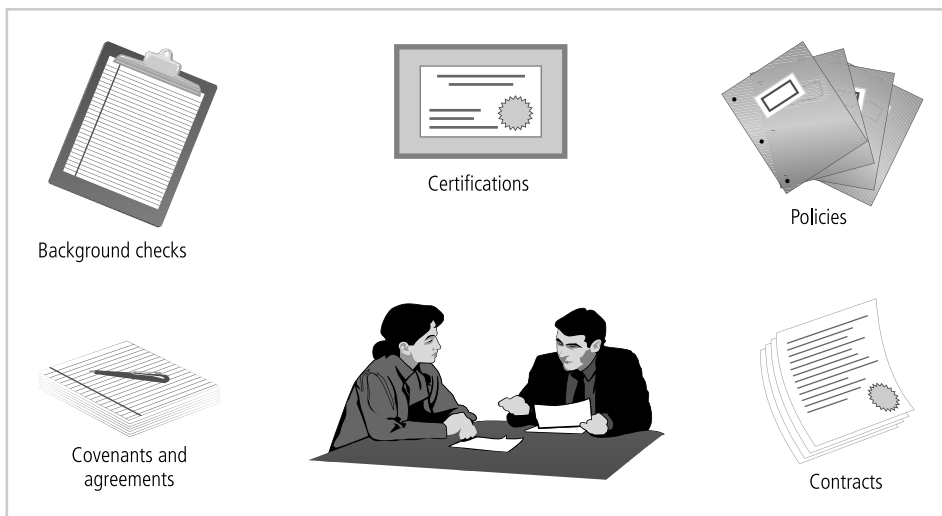 Certifications
Policies
Background checks
Covenants and
agreements
Contracts